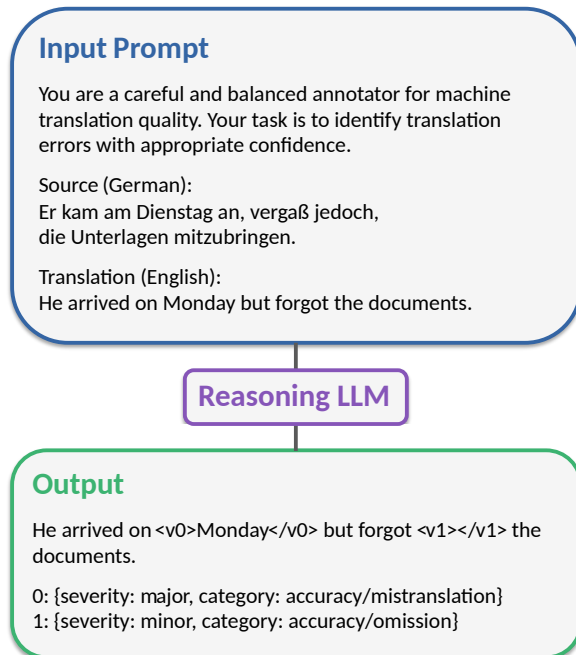 Input Prompt
You are a careful and balanced annotator for machine
translation quality. Your task is to identify translation
errors with appropriate confidence.
Source (German):
Er kam am Dienstag an, vergaß jedoch,
die Unterlagen mitzubringen.
Translation (English):
He arrived on Monday but forgot the documents.
Reasoning LLM
Output
He arrived on <v0>Monday</v0> but forgot <v1></v1> the
documents.
0: {severity: major, category: accuracy/mistranslation}
1: {severity: minor, category: accuracy/omission}